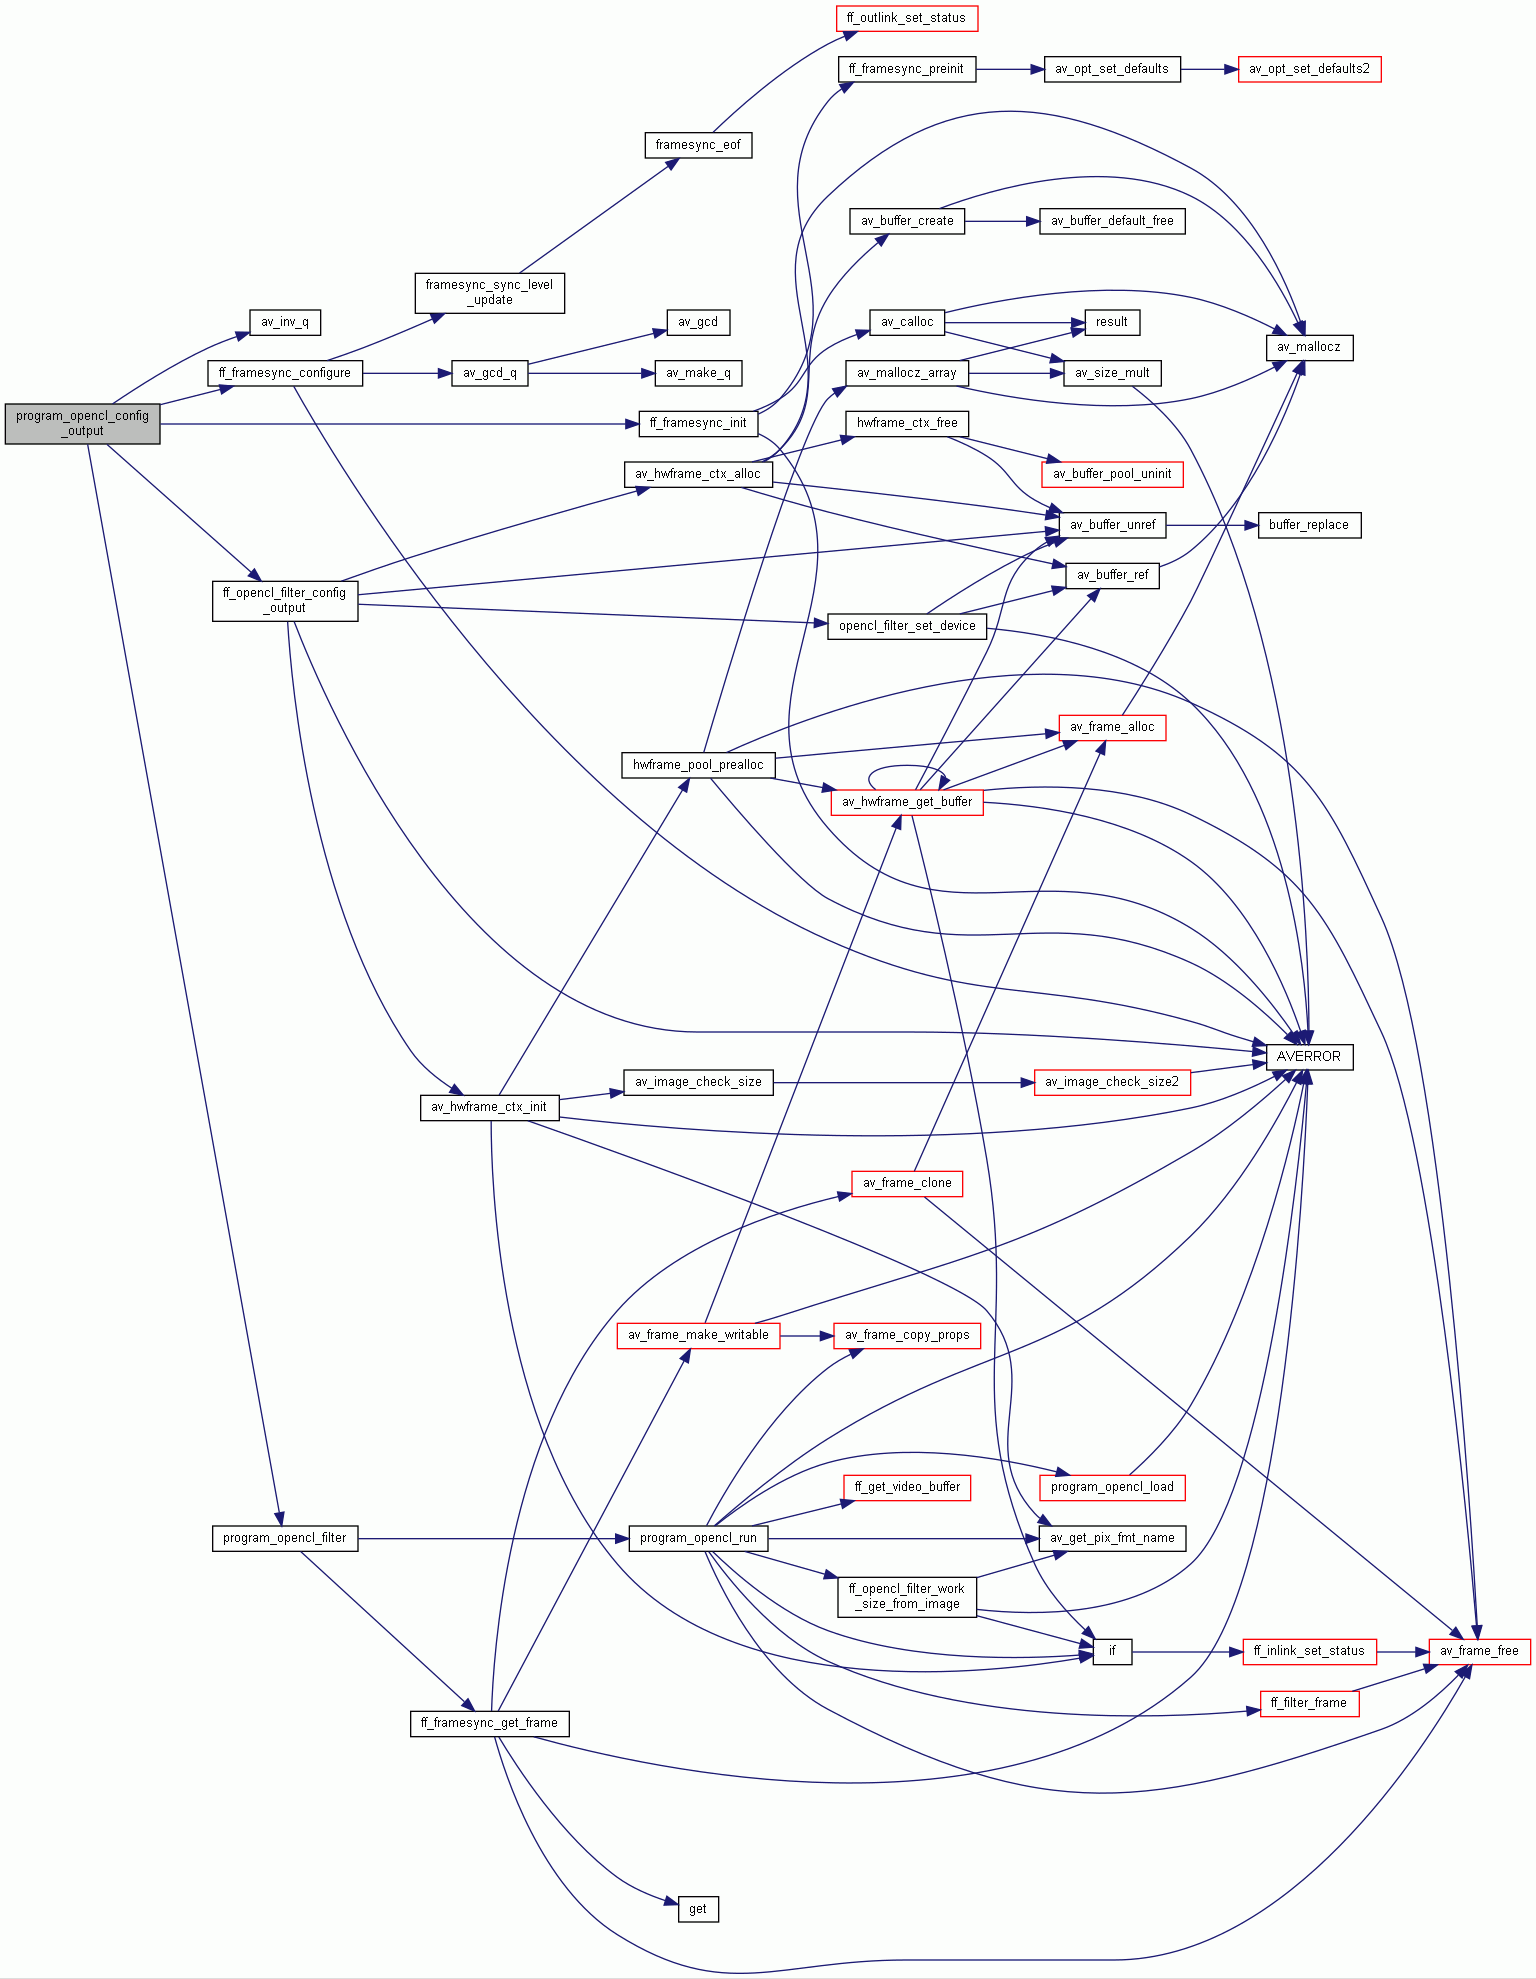 ff_outlink_set_status
ff_framesync_preinit
av_opt_set_defaults
av_opt_set_defaults2
framesync_eof
av_buffer_create
av_buffer_default_free
framesync_sync_level
_update
av_inv_q
av_gcd
av_calloc
result
av_mallocz
ff_framesync_configure
av_gcd_q
av_make_q
av_mallocz_array
av_size_mult
program_opencl_config
_output
ff_framesync_init
hwframe_ctx_free
av_hwframe_ctx_alloc
av_buffer_pool_uninit
av_buffer_unref
buffer_replace
av_buffer_ref
ff_opencl_filter_config
_output
opencl_filter_set_device
av_frame_alloc
hwframe_pool_prealloc
av_hwframe_get_buffer
AVERROR
av_image_check_size
av_image_check_size2
av_hwframe_ctx_init
av_frame_clone
av_frame_make_writable
av_frame_copy_props
ff_get_video_buffer
program_opencl_load
program_opencl_filter
program_opencl_run
av_get_pix_fmt_name
ff_opencl_filter_work
_size_from_image
if
ff_inlink_set_status
av_frame_free
ff_filter_frame
ff_framesync_get_frame
get